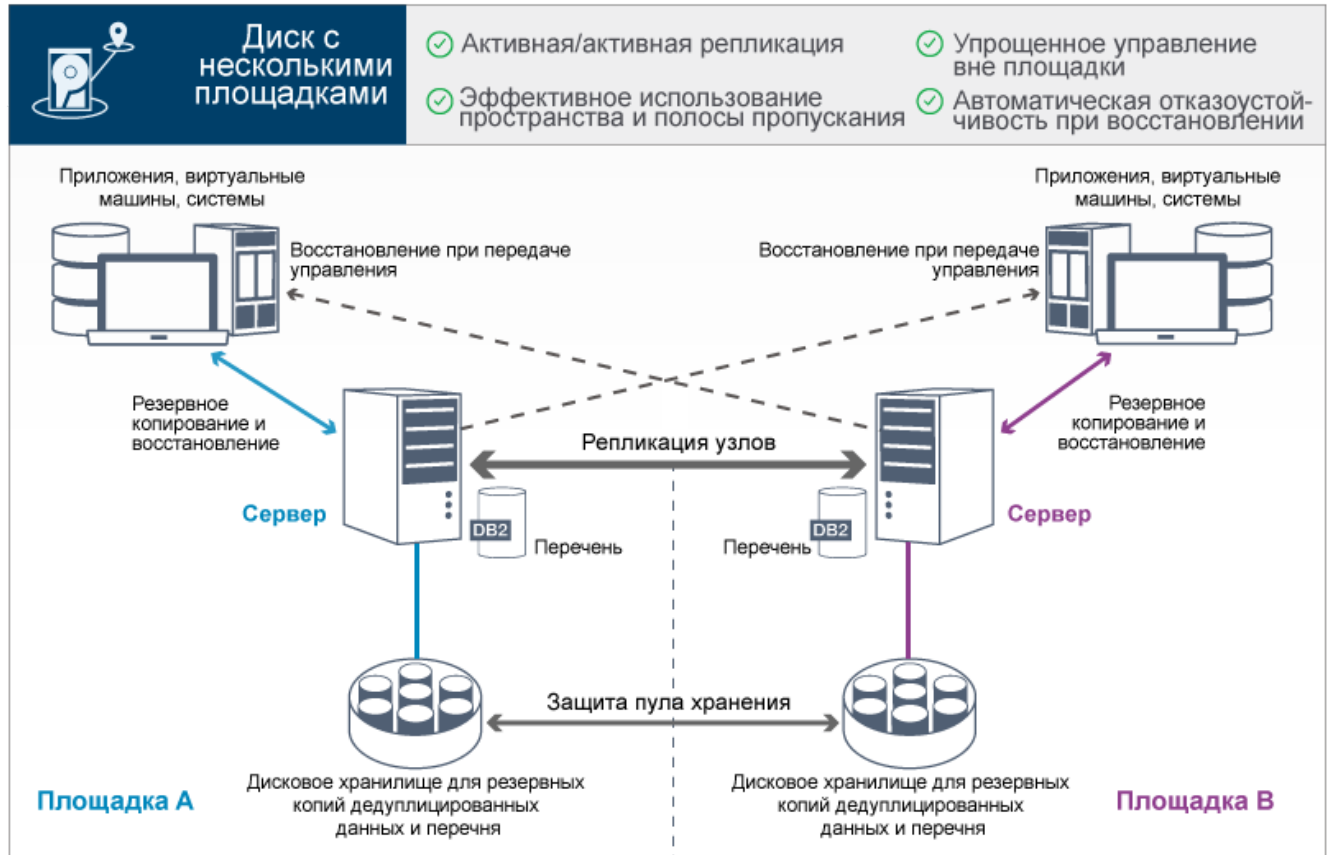 Диск с
несколькими
площадками
Активная/активная репликация
Эффективное использование
пространства и полосы пропускания
Упрощенное управление
вне площадки
Автоматическая отказоустой-
чивость при восстановлении
Приложения, виртуальные
машины, системы
Приложения, виртуальные
машины, системы
Восстановление при передаче
управления
Восстановление при передаче
управления
Резервное
копирование и
восстановление
Резервное
копирование и
восстановление
Репликация узлов
Сервер
DB2
Перечень
Перечень
DB2
Сервер
Защита пула хранения
Дисковое хранилище для резервных
копий дедуплицированных
данных и перечня
Дисковое хранилище для резервных
копий дедуплицированных
данных и перечня
Площадка A
Площадка B